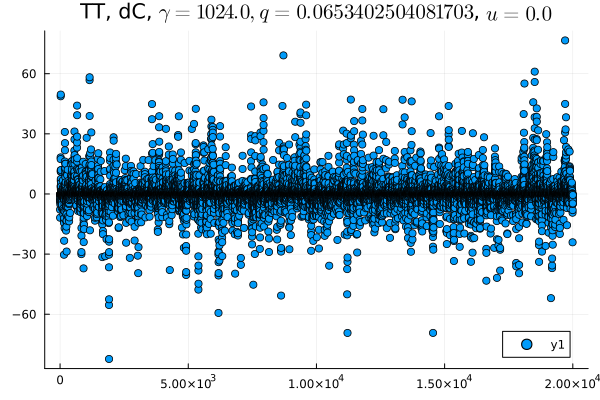 TT, dC, γ = 1024.0, q = 0.0653402504081703, u = 0.0
60
30
0
−30
−60
y1
0 5.00×10³ 1.00×10⁴ 1.50×10⁴ 2.00×10⁴